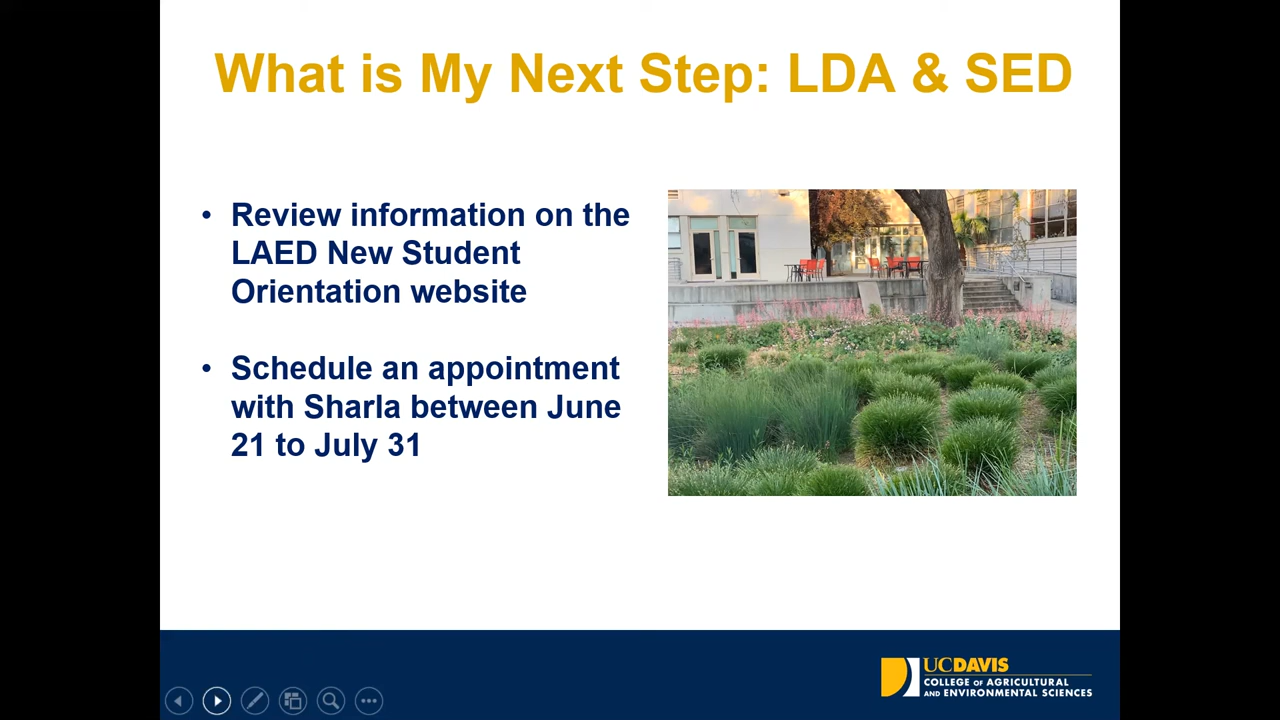 What is My Next Step: LDA & SED
• Review information on the
LAED New Student
Orientation website
• Schedule an appointment
with Sharla between June
21 to July 31
UCDAVIS
COLLEGE OF AGRICULTURAL
AND ENVIRONMENTAL SCIENCES